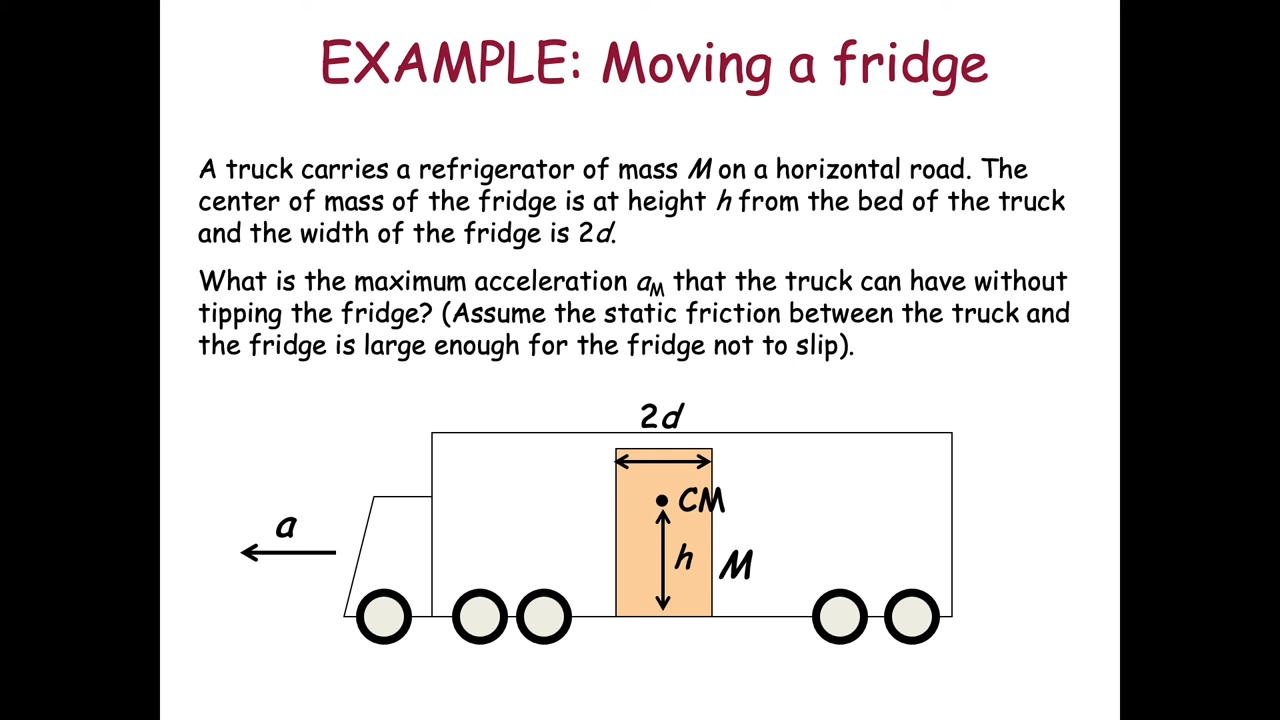 EXAMPLE: Moving a fridge
A truck carries a refrigerator of mass M on a horizontal road. The
center of mass of the fridge is at height h from the bed of the truck
and the width of the fridge is 2d.
What is the maximum acceleration aM that the truck can have without
tipping the fridge? (Assume the static friction between the truck and
the fridge is large enough for the fridge not to slip).
2d
CM
a
h
M